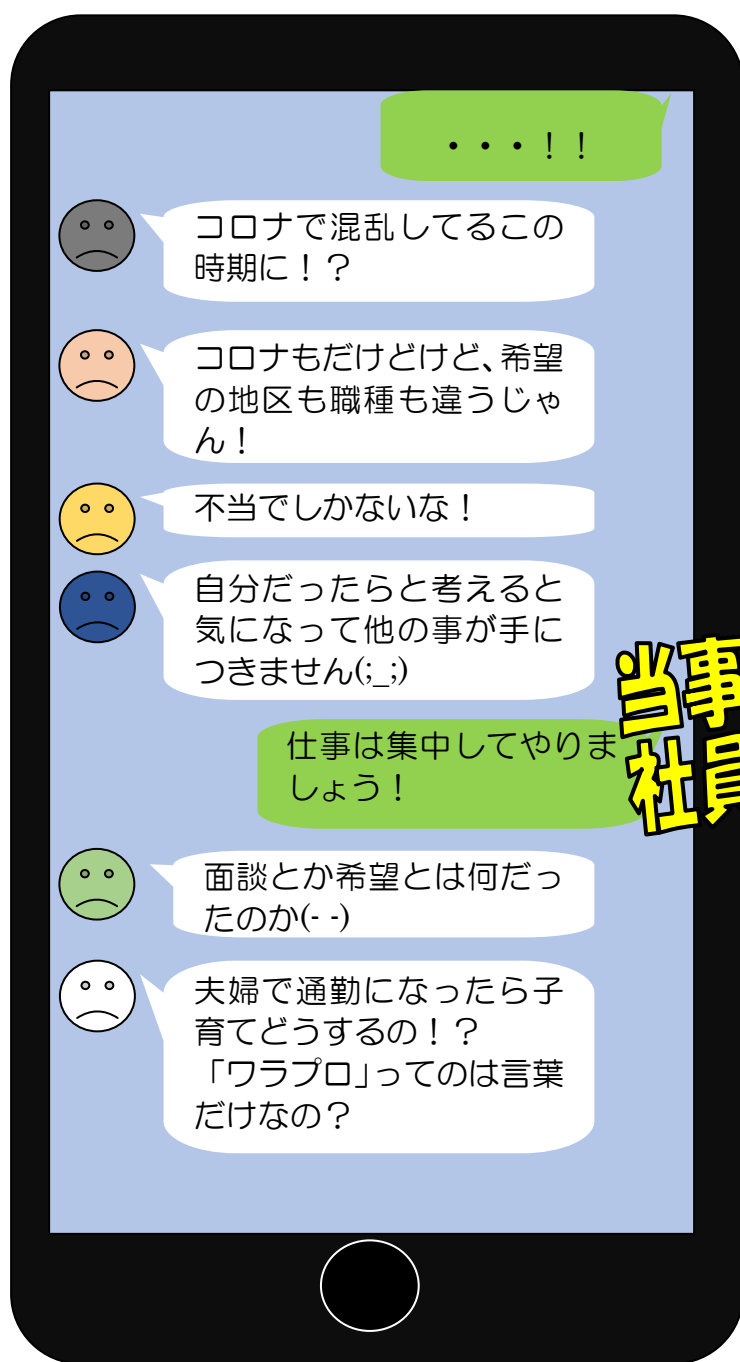 ・・・！！
コロナで混乱してるこの
時期に！？
コロナもだけどけど、希望
の地区も職種も違うじゃ
ん！
不当でしかないな！
自分だったらと考えると
気になって他の事が手に
つきません(;_;)
当事
社員
仕事は集中してやりま
しょう！
面談とか希望とは何だっ
たのか(- -)
夫婦で通勤になったら子
育てどうするの！？
「ワラプロ」ってのは言葉
だけなの？